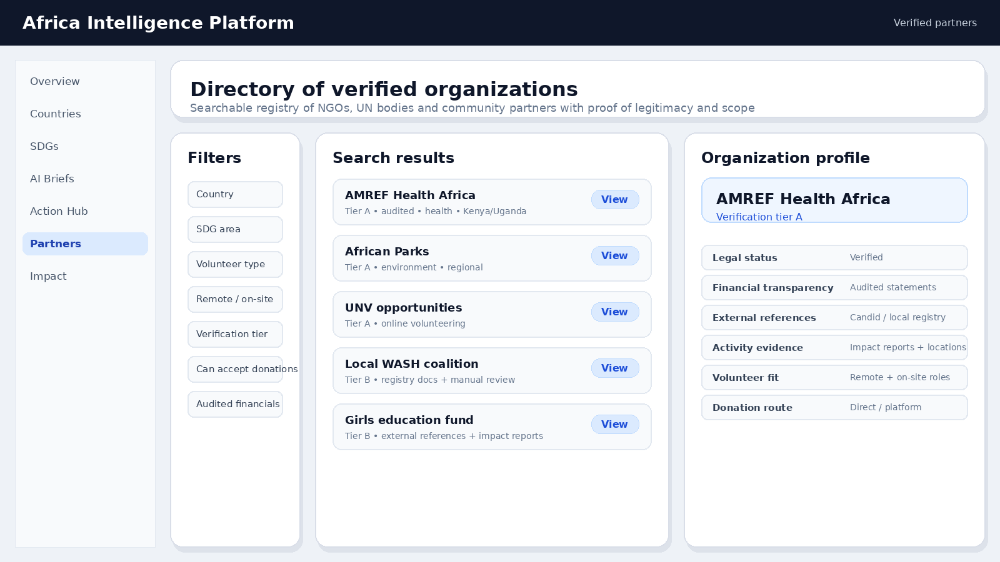 Africa Intelligence Platform
Verified partners
Overview
Countries
SDGs
AI Briefs
Action Hub
Partners
Impact
Directory of verified organizations
Searchable registry of NGOs, UN bodies and community partners with proof of legitimacy and scope
Filters
Country
SDG area
Volunteer type
Remote / on-site
Verification tier
Can accept donations
Audited financials
Search results
AMREF Health Africa
Tier A • audited • health • Kenya/Uganda
View
African Parks
Tier A • environment • regional
View
UNV opportunities
Tier A • online volunteering
View
Local WASH coalition
Tier B • registry docs + manual review
View
Girls education fund
Tier B • external references + impact reports
View
Organization profile
AMREF Health Africa
Verification tier A
Legal status Verified
Financial transparency Audited statements
External references Candid / local registry
Activity evidence Impact reports + locations
Volunteer fit Remote + on-site roles
Donation route Direct / platform